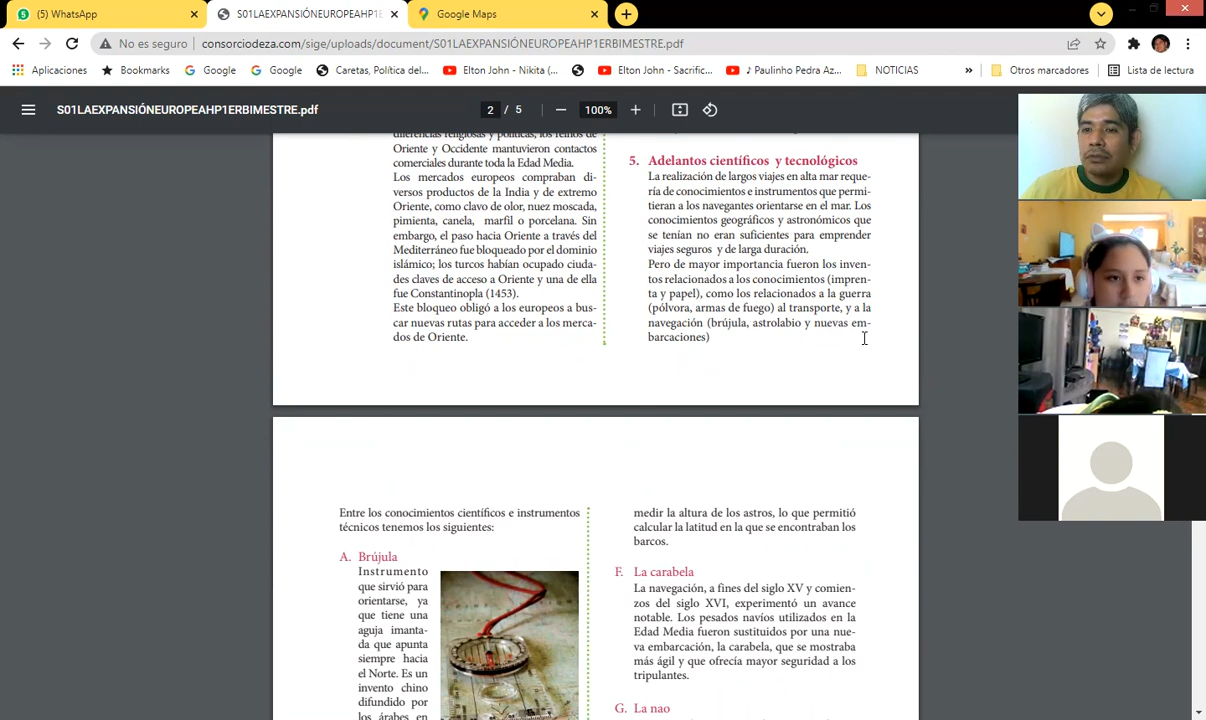 (5) WhatsApp
S01LAEXPANSIÓNEUROPEAHP1EI
Google Maps
No es seguro
consorciodeza.com/sige/uploads/document/S01LAEXPANSIÓNEUROPEAHP1ERBIMESTRE.pdf
Aplicaciones
Bookmarks
Google
Google
Caretas, Política del...
Elton John - Nikita (...
Elton John - Sacrific...
♪ Paulinho Pedra Az...
NOTICIAS
»
Otros marcadores
Lista de lectura
S01LAEXPANSIÓNEUROPEAHP1ERBIMESTRE.pdf
2 / 5
100%
diferencias religiosas y políticas, los reinos de
Oriente y Occidente mantuvieron contactos
comerciales durante toda la Edad Media.
Los mercados europeos compraban di-
versos productos de la India y de extremo
Oriente, como clavo de olor, nuez moscada,
pimienta, canela, marfil o porcelana. Sin
embargo, el paso hacia Oriente a través del
Mediterráneo fue bloqueado por el dominio
islámico; los turcos habían ocupado ciuda-
des claves de acceso a Oriente y una de ella
fue Constantinopla (1453).
Este bloqueo obligó a los europeos a bus-
car nuevas rutas para acceder a los merca-
dos de Oriente.
5. Adelantos científicos y tecnológicos
La realización de largos viajes en alta mar reque-
ría de conocimientos e instrumentos que permi-
tieran a los navegantes orientarse en el mar. Los
conocimientos geográficos y astronómicos que
se tenían no eran suficientes para emprender
viajes seguros y de larga duración.
Pero de mayor importancia fueron los inven-
tos relacionados a los conocimientos (impren-
ta y papel), como los relacionados a la guerra
(pólvora, armas de fuego) al transporte, y a la
navegación (brújula, astrolabio y nuevas em-
barcaciones)
Entre los conocimientos científicos e instrumentos
técnicos tenemos los siguientes:
A. Brújula
Instrumento
que sirvió para
orientarse, ya
que tiene una
aguja imanta-
da que apunta
siempre hacia
el Norte. Es un
invento chino
difundido por
los árabes en
medir la altura de los astros, lo que permitió
calcular la latitud en la que se encontraban los
barcos.
F. La carabela
La navegación, a fines del siglo XV y comien-
zos del siglo XVI, experimentó un avance
notable. Los pesados navíos utilizados en la
Edad Media fueron sustituidos por una nue-
va embarcación, la carabela, que se mostraba
más ágil y que ofrecía mayor seguridad a los
tripulantes.
G. La nao